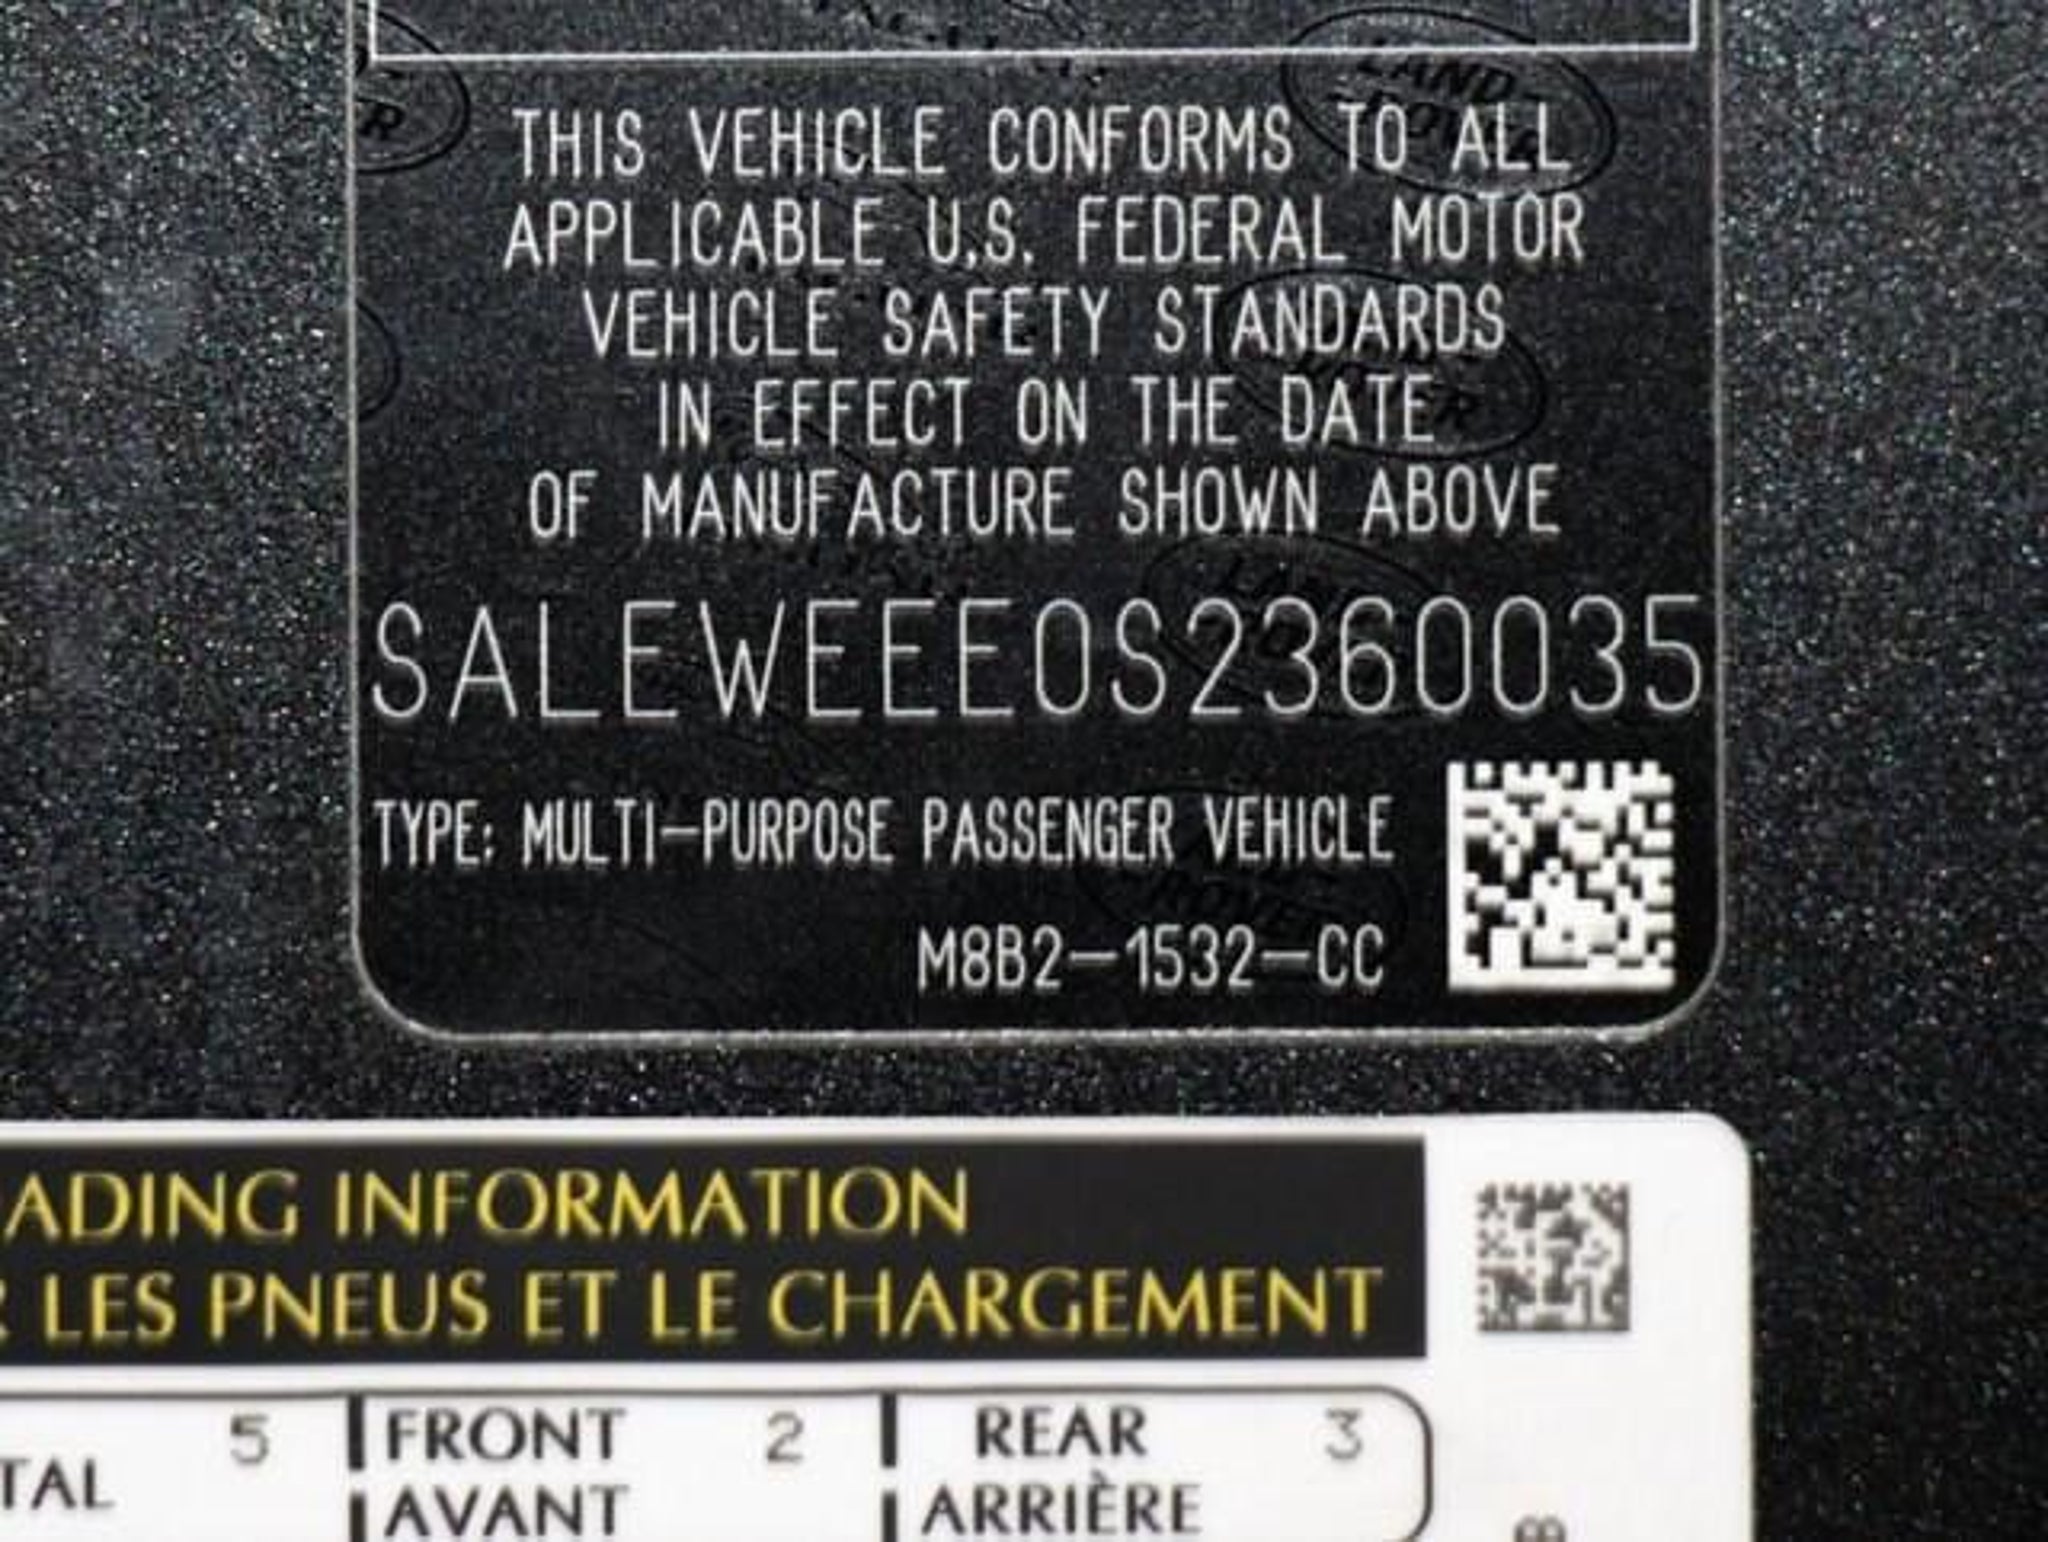 THIS VEHICLE CONFORMS TO ALL
APPLICABLE U.S. FEDERAL MOTOR
VEHICLE SAFETY STANDARDS
IN EFFECT ON THE DATE
OF MANUFACTURE SHOWN ABOVE
SALEWEEE0S2360035
TYPE: MULTI-PURPOSE PASSENGER VEHICLE
M8B2-1532-CC
ADING INFORMATION
R LES PNEUS ET LE CHARGEMENT
5 FRONT 2 REAR 3
TAL AVANT ARRIÈRE